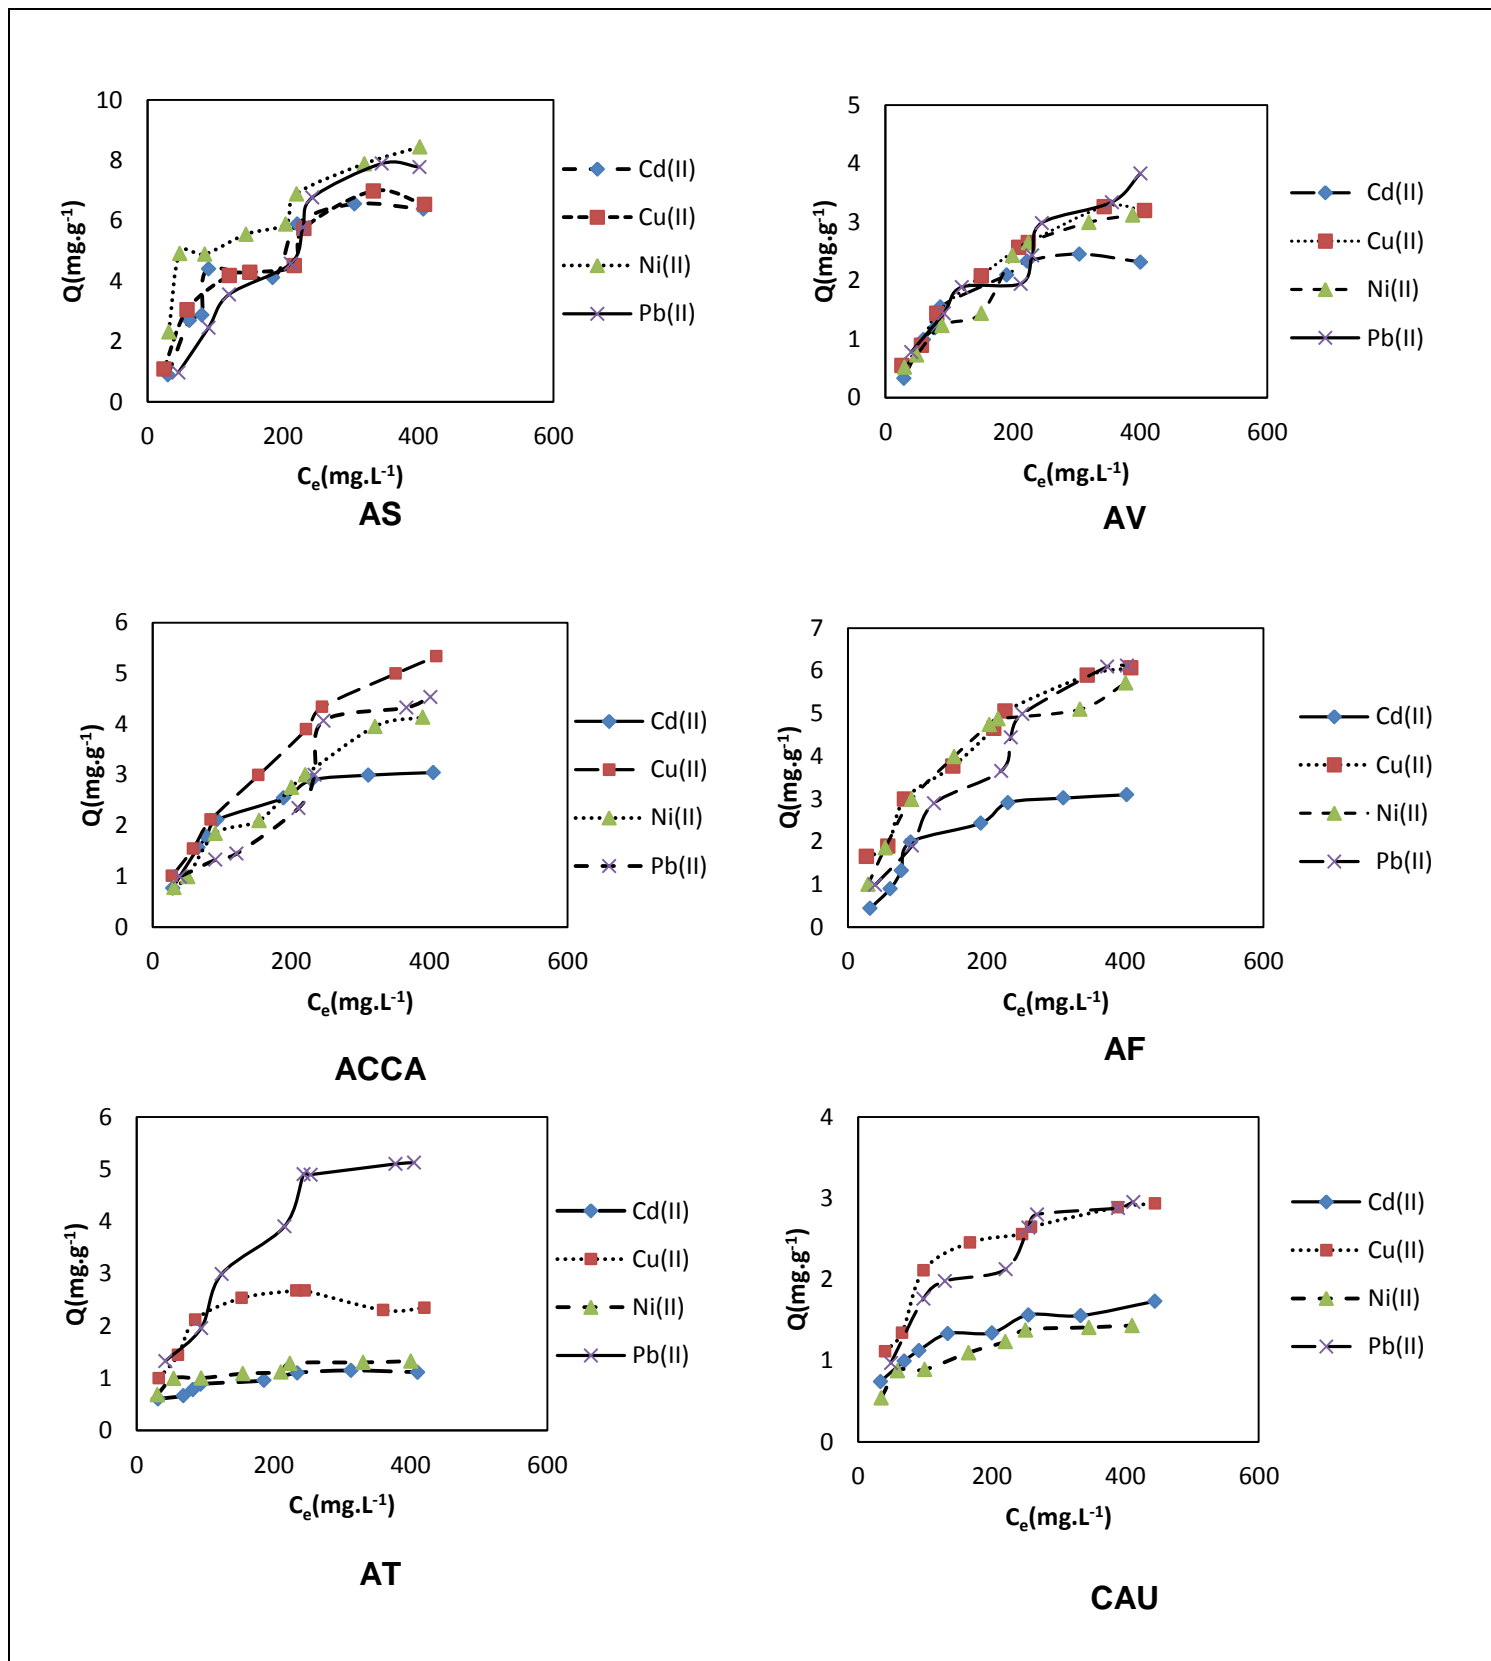 10
8
6
4
2
0
Q(mg.g-1)
0 200 400 600
Ce(mg.L-1)
Cd(II)
Cu(II)
Ni(II)
Pb(II)
AS
5
4
3
2
1
0
Q(mg.g-1)
0 200 400 600
Ce(mg.L-1)
Cd(II)
Cu(II)
Ni(II)
Pb(II)
AV
6
5
4
3
2
1
0
Q(mg.g-1)
0 200 400 600
Ce(mg.L-1)
Cd(II)
Cu(II)
Ni(II)
Pb(II)
ACCA
7
6
5
4
3
2
1
0
Q(mg.g-1)
0 200 400 600
Ce(mg.L-1)
Cd(II)
Cu(II)
Ni(II)
Pb(II)
AF
6
5
4
3
2
1
0
Q(mg.g-1)
0 200 400 600
Ce(mg.L-1)
Cd(II)
Cu(II)
Ni(II)
Pb(II)
AT
4
3
2
1
0
Q(mg.g-1)
0 200 400 600
Ce(mg.L-1)
Cd(II)
Cu(II)
Ni(II)
Pb(II)
CAU